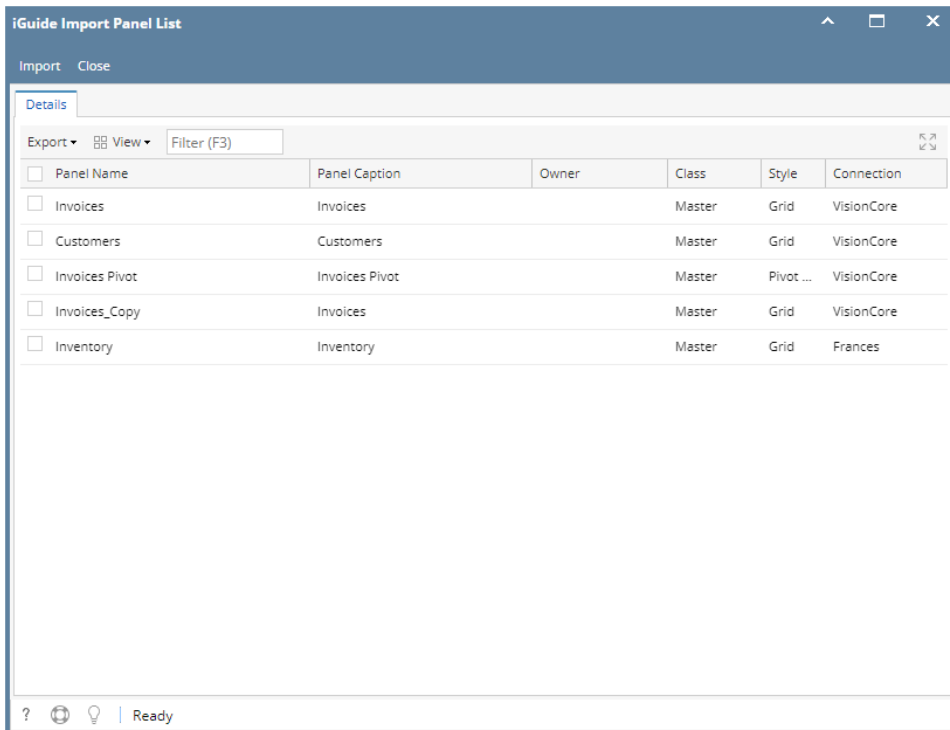 iGuide Import Panel List
Import Close
Details
Export View Filter (F3)
Panel Name Panel Caption Owner Class Style Connection
Invoices Invoices Master Grid VisionCore
Customers Customers Master Grid VisionCore
Invoices Pivot Invoices Pivot Master Pivot ... VisionCore
Invoices_Copy Invoices Master Grid VisionCore
Inventory Inventory Master Grid Frances
? Ready